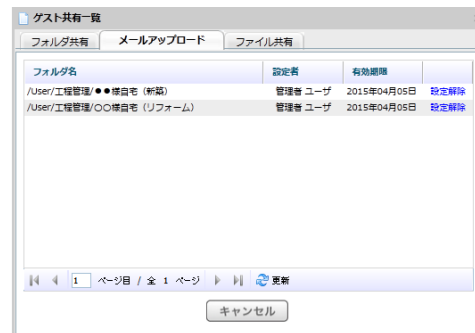 ゲスト共有一覧
フォルダ共有 メールアップロード ファイル共有
フォルダ名 設定者 有効期限
/User/工程管理/●●様自宅（新築） 管理者 ユーザ 2015年04月05日 設定解除
/User/工程管理/〇〇様自宅（リフォーム） 管理者 ユーザ 2015年04月05日 設定解除
1 ページ目 / 全 1 ページ 更新
キャンセル